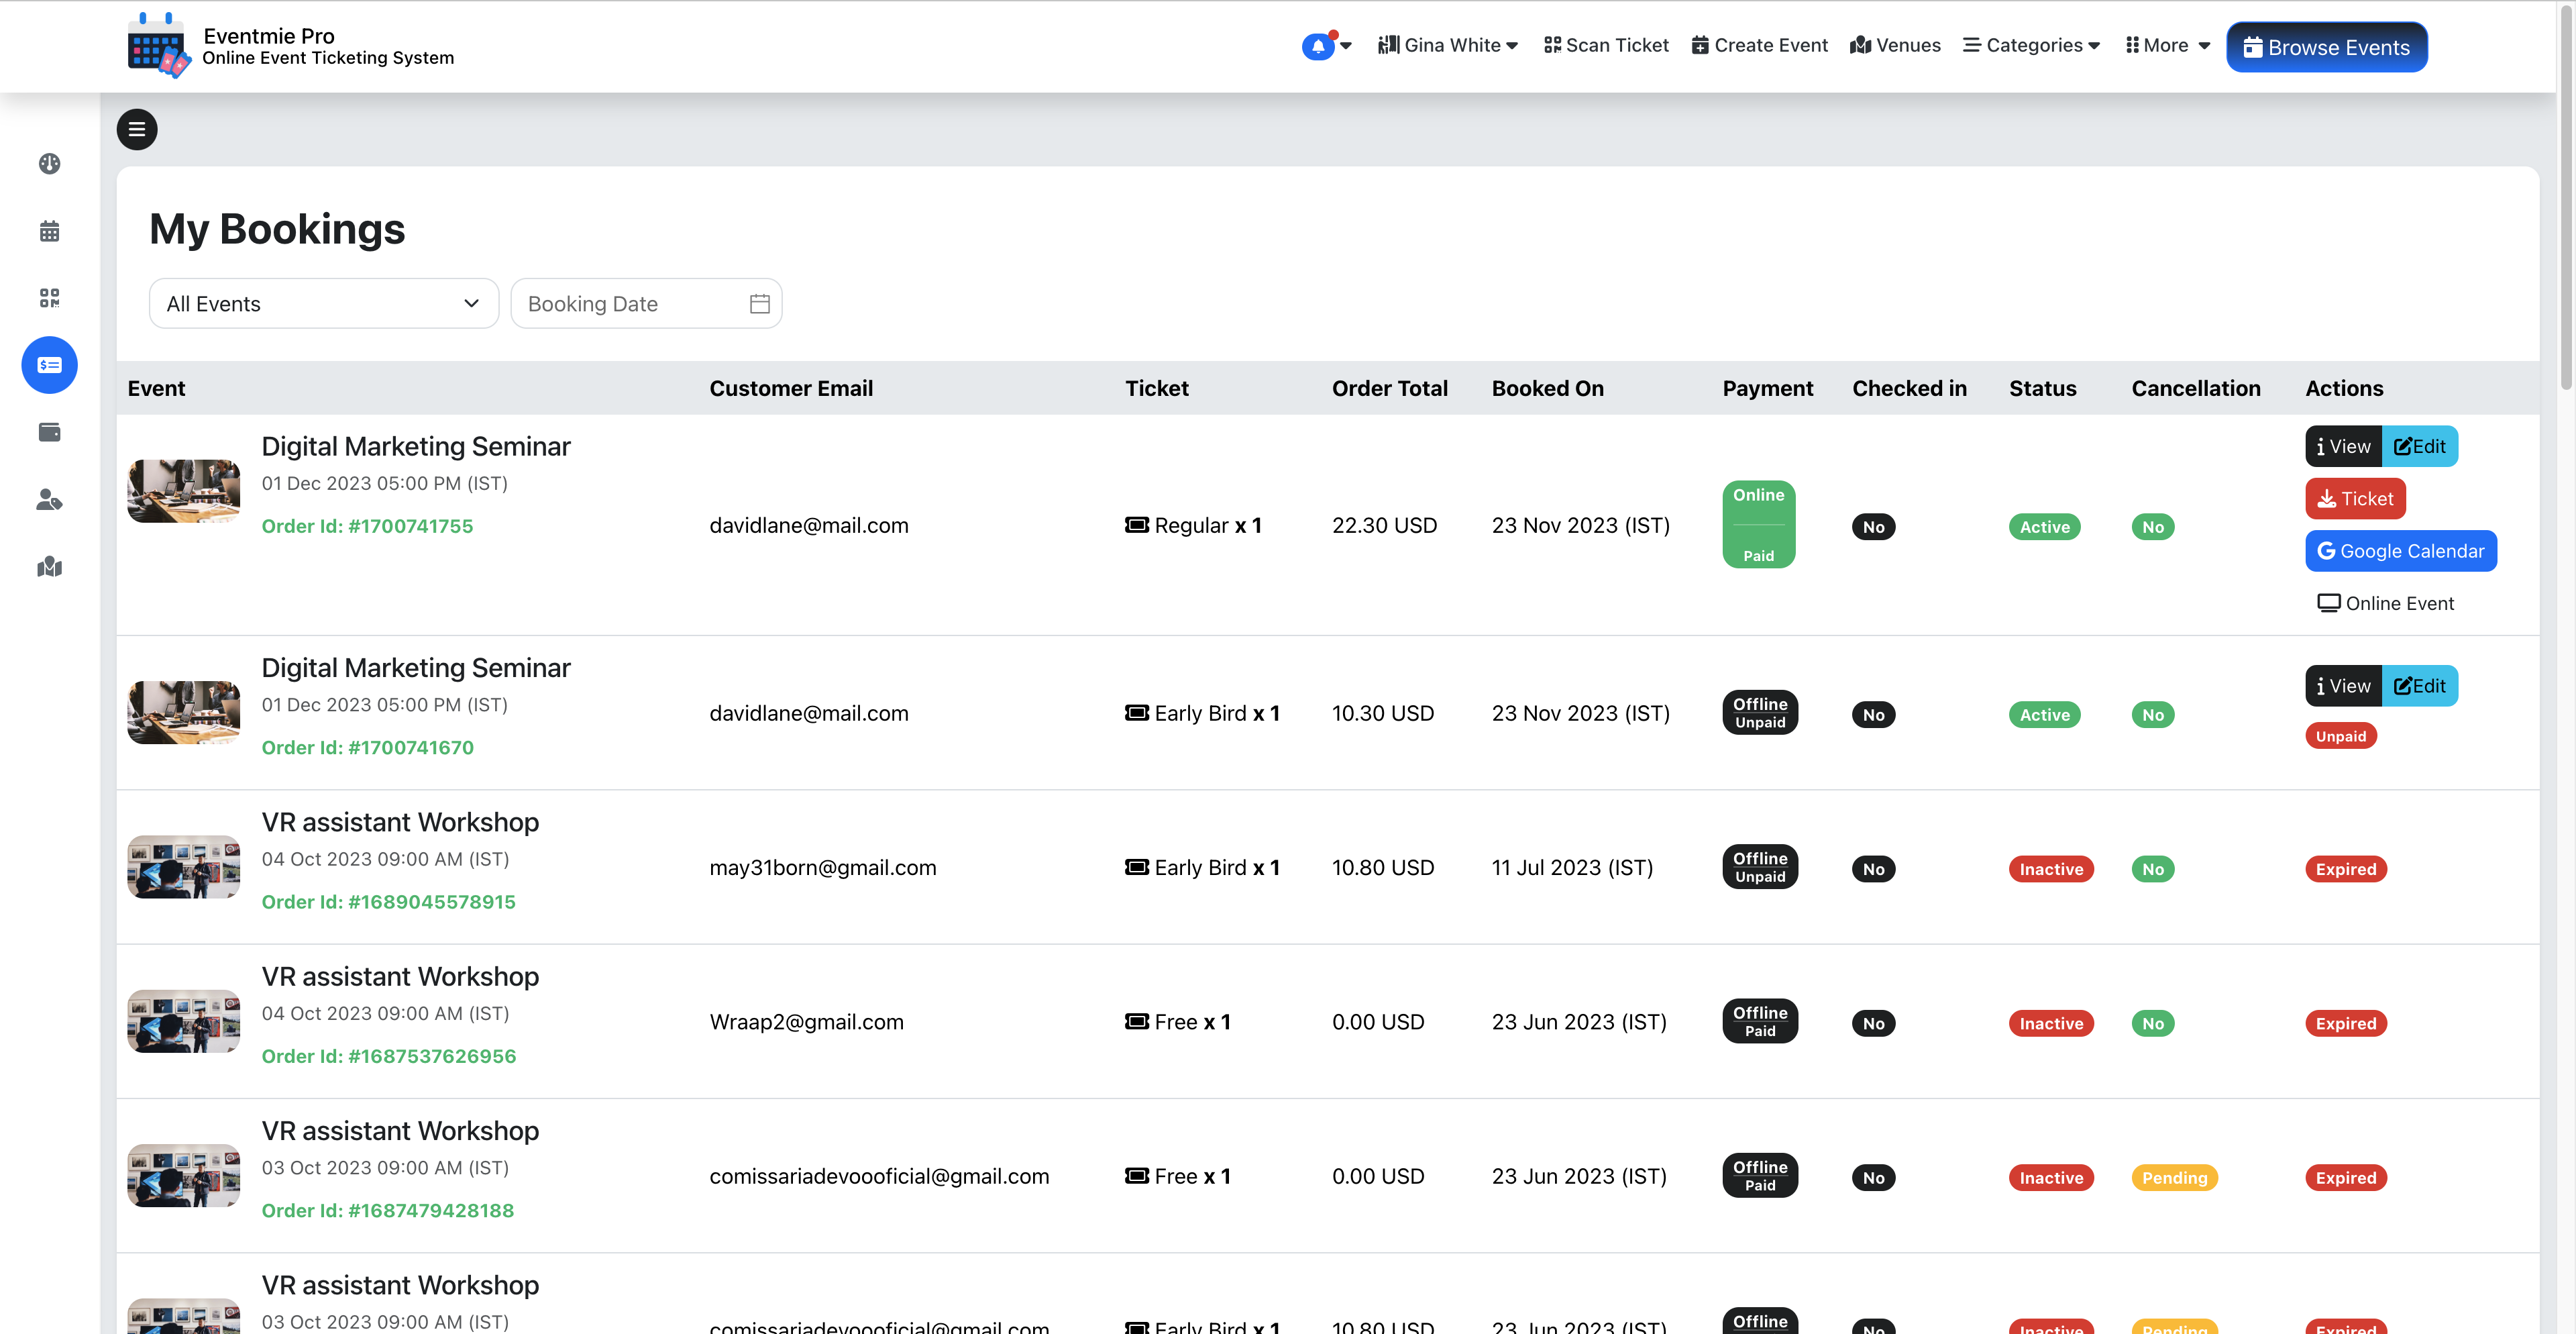 Eventmie Pro
Online Event Ticketing System
Gina White
Scan Ticket
Create Event
Venues
Categories
More
Browse Events
My Bookings
All Events
Booking Date
Event Customer Email Ticket Order Total Booked On Payment Checked in Status Cancellation Actions
Digital Marketing Seminar
01 Dec 2023 05:00 PM (IST)
Order Id: #1700741755
davidlane@mail.com
Regular x 1
22.30 USD
23 Nov 2023 (IST)
Online
Paid
No
Active
No
View Edit
Ticket
Google Calendar
Online Event
Digital Marketing Seminar
01 Dec 2023 05:00 PM (IST)
Order Id: #1700741670
davidlane@mail.com
Early Bird x 1
10.30 USD
23 Nov 2023 (IST)
Offline
Unpaid
No
Active
No
View Edit
Unpaid
VR assistant Workshop
04 Oct 2023 09:00 AM (IST)
Order Id: #1689045578915
may31born@gmail.com
Early Bird x 1
10.80 USD
11 Jul 2023 (IST)
Offline
Unpaid
No
Inactive
No
Expired
VR assistant Workshop
04 Oct 2023 09:00 AM (IST)
Order Id: #1687537626956
Wraap2@gmail.com
Free x 1
0.00 USD
23 Jun 2023 (IST)
Offline
Paid
No
Inactive
No
Expired
VR assistant Workshop
03 Oct 2023 09:00 AM (IST)
Order Id: #1687479428188
comissariadevoooficial@gmail.com
Free x 1
0.00 USD
23 Jun 2023 (IST)
Offline
Paid
No
Inactive
Pending
Expired
VR assistant Workshop
03 Oct 2023 09:00 AM (IST)
comissariadevoooficial@gmail.com
Early Bird x 1
10.80 USD
23 Jun 2023 (IST)
Offline
No
Inactive
Pending
Expired